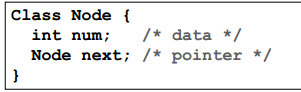 Class Node {
  int num;    /* data */
  Node next; /* pointer */
}